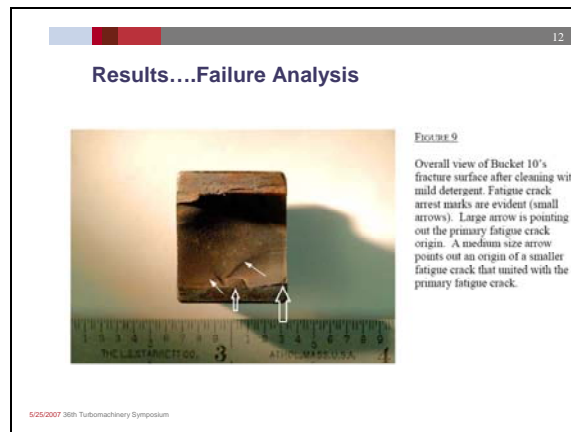 12
Results....Failure Analysis
FIGURE 9
Overall view of Bucket 10's
fracture surface after cleaning wit
mild detergent. Fatigue crack
arrest marks are evident (small
arrows). Large arrow is pointing
out the primary fatigue crack
origin. A medium size arrow
points out an origin of a smaller
fatigue crack that united with the
primary fatigue crack.
THE L.S. STARRETT CO. 3 ATHOL, MASS. U.S.A. 4
5/25/2007 36th Turbomachinery Symposium